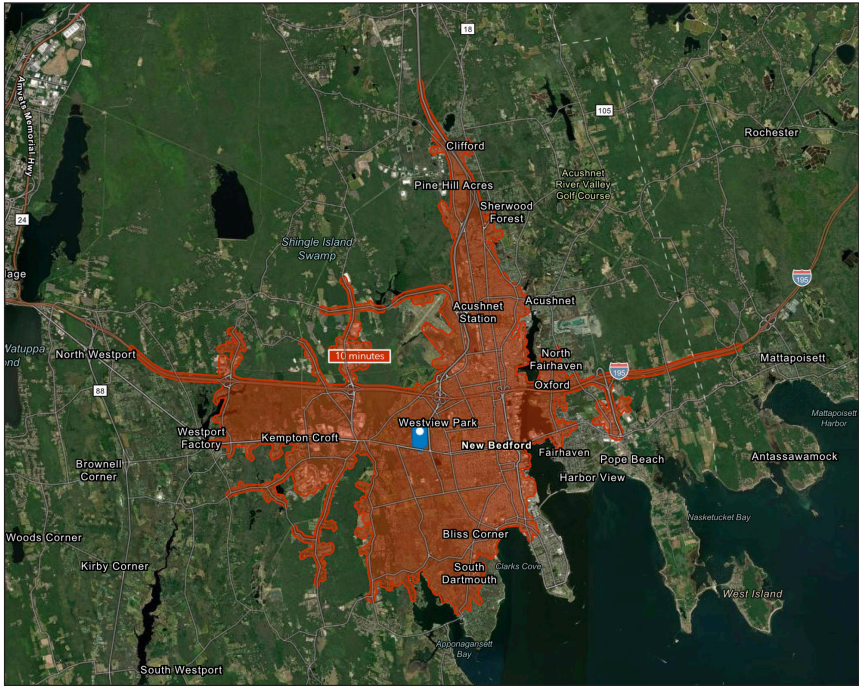 18
Amvets Memorial Hwy
105
Rochester
Clifford
Acushnet
River Valley
Golf Course
Pine Hill Acres
Sherwood
Forest
24
Shingle Island
Swamp
lage
195
Acushnet
Acushnet
Station
10 minutes
North Westport
Watuppa
ond
North
Fairhaven
Mattapoisett
195
Oxford
88
Mattapoisett
Harbor
Westview Park
Westport
Factory
Kempton Croft
New Bedford
Fairhaven
Pope Beach
Antassawamock
Brownell
Corner
Harbor View
Nasketucket Bay
Woods Corner
Bliss Corner
Kirby Corner
South
Dartmouth
Clarks Cove
West Island
Apponagansett
Bay
South Westport